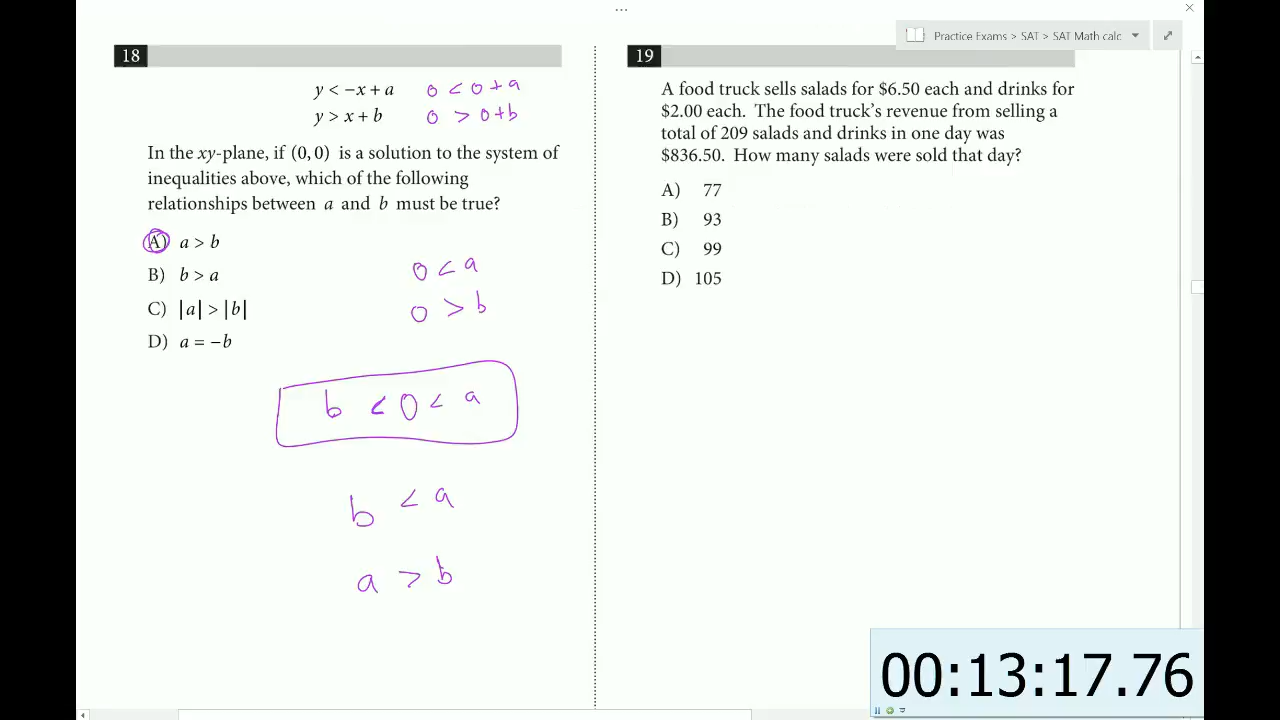 Practice Exams > SAT > SAT Math calc
18
y < −x + a 0 < 0 + a
y > x + b 0 > 0 + b
In the xy-plane, if (0, 0) is a solution to the system of
inequalities above, which of the following
relationships between a and b must be true?
A) a > b
B) b > a
C) |a| > |b|
D) a = −b
0 < a
0 > b
b < 0 < a
b < a
a > b
19
A food truck sells salads for $6.50 each and drinks for
$2.00 each. The food truck’s revenue from selling a
total of 209 salads and drinks in one day was
$836.50. How many salads were sold that day?
A) 77
B) 93
C) 99
D) 105
00:13:17.76